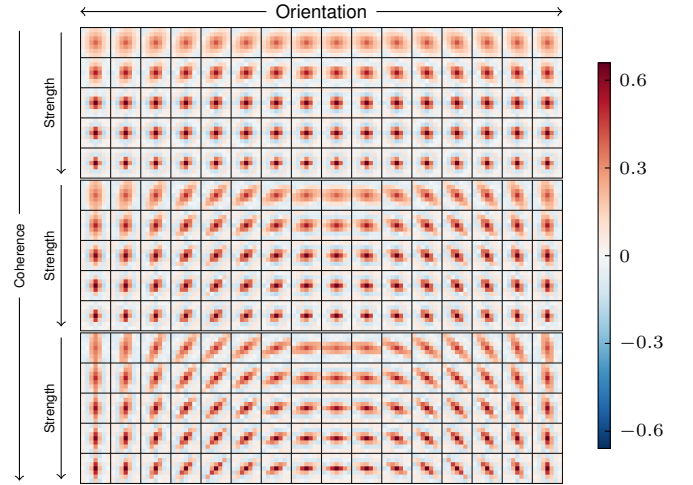 Orientation
Coherence
Strength
Strength
Strength
0.6
0.3
0
−0.3
−0.6